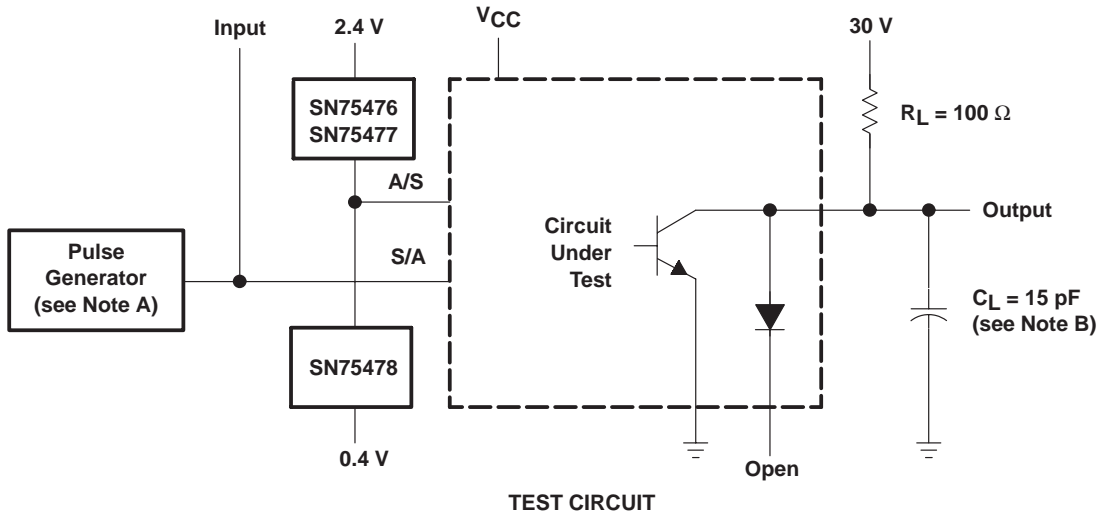 Input
2.4 V
VCC
30 V
SN75476
SN75477
RL = 100 Ω
A/S
Circuit
Under
Test
Output
Pulse
Generator
(see Note A)
S/A
CL = 15 pF
(see Note B)
SN75478
0.4 V
Open
TEST CIRCUIT